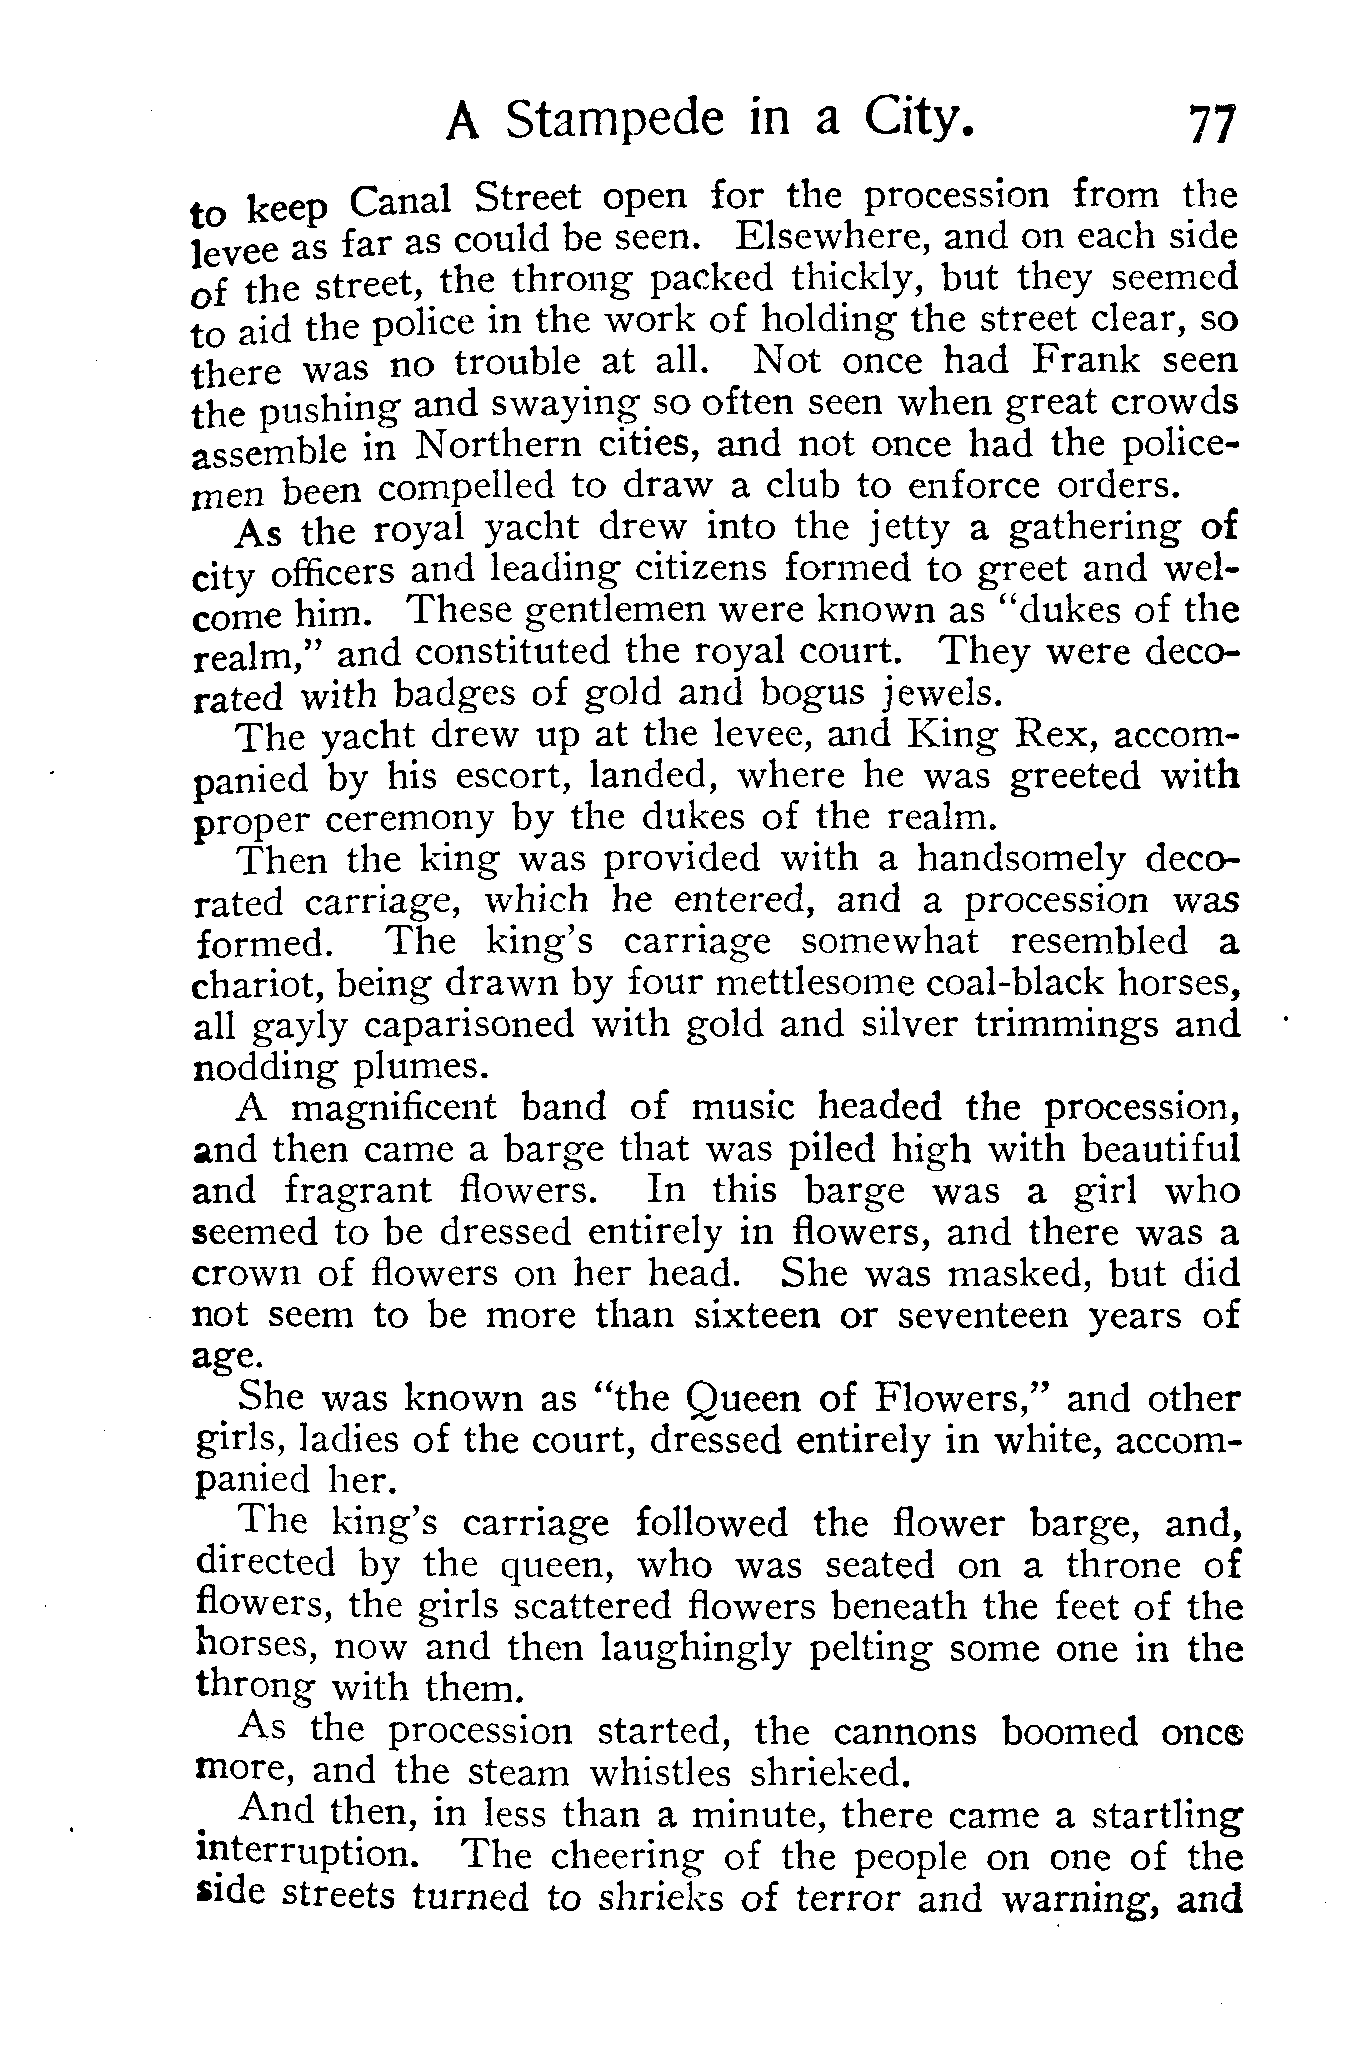 A Stampede in a City. 77
to keep Canal Street open for the procession from the
levee as far as could be seen. Elsewhere, and on each side
of the street, the throng packed thickly, but they seemed
to aid the police in the work of holding the street clear, so
there was no trouble at all. Not once had Frank seen
the pushing and swaying so often seen when great crowds
assemble in Northern cities, and not once had the police-
men been compelled to draw a club to enforce orders.
As the royal yacht drew into the jetty a gathering of
city officers and leading citizens formed to greet and wel-
come him. These gentlemen were known as "dukes of the
realm," and constituted the royal court. They were deco-
rated with badges of gold and bogus jewels.
The yacht drew up at the levee, and King Rex, accom-
panied by his escort, landed, where he was greeted with
proper ceremony by the dukes of the realm.
Then the king was provided with a handsomely deco-
rated carriage, which he entered, and a procession was
formed. The king's carriage somewhat resembled a
chariot, being drawn by four mettlesome coal-black horses,
all gayly caparisoned with gold and silver trimmings and
nodding plumes.
A magnificent band of music headed the procession,
and then came a barge that was piled high with beautiful
and fragrant flowers. In this barge was a girl who
seemed to be dressed entirely in flowers, and there was a
crown of flowers on her head. She was masked, but did
not seem to be more than sixteen or seventeen years of
age.
She was known as "the Queen of Flowers," and other
girls, ladies of the court, dressed entirely in white, accom-
panied her.
The king's carriage followed the flower barge, and,
directed by the queen, who was seated on a throne of
flowers, the girls scattered flowers beneath the feet of the
horses, now and then laughingly pelting some one in the
throng with them.
As the procession started, the cannons boomed once
more, and the steam whistles shrieked.
And then, in less than a minute, there came a startling
interruption. The cheering of the people on one of the
side streets turned to shrieks of terror and warning, and